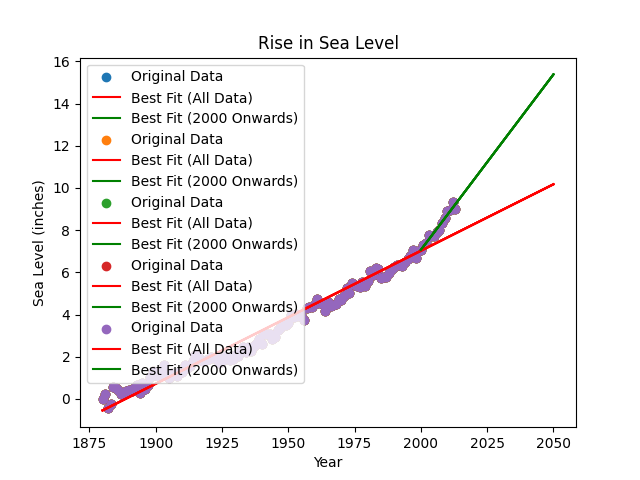 Rise in Sea Level
16
14
12
10
8
6
4
2
0
Sea Level (inches)
Original Data
Best Fit (All Data)
Best Fit (2000 Onwards)
Original Data
Best Fit (All Data)
Best Fit (2000 Onwards)
Original Data
Best Fit (All Data)
Best Fit (2000 Onwards)
Original Data
Best Fit (All Data)
Best Fit (2000 Onwards)
Original Data
Best Fit (All Data)
Best Fit (2000 Onwards)
1875 1900 1925 1950 1975 2000 2025 2050
Year